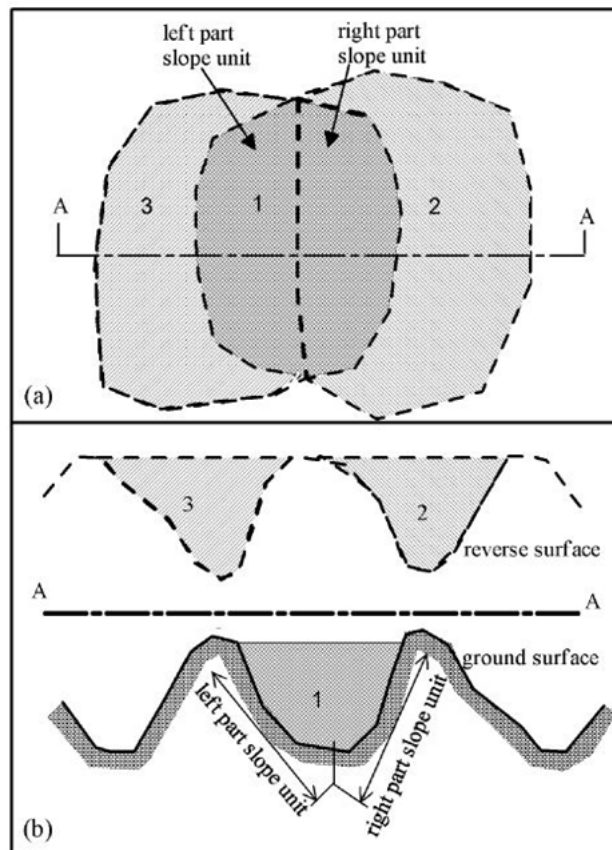 left part
slope unit
right part
slope unit
A
3
1
2
A
(a)
3
2
reverse surface
A
A
ground surface
1
left part slope unit
right part slope unit
(b)